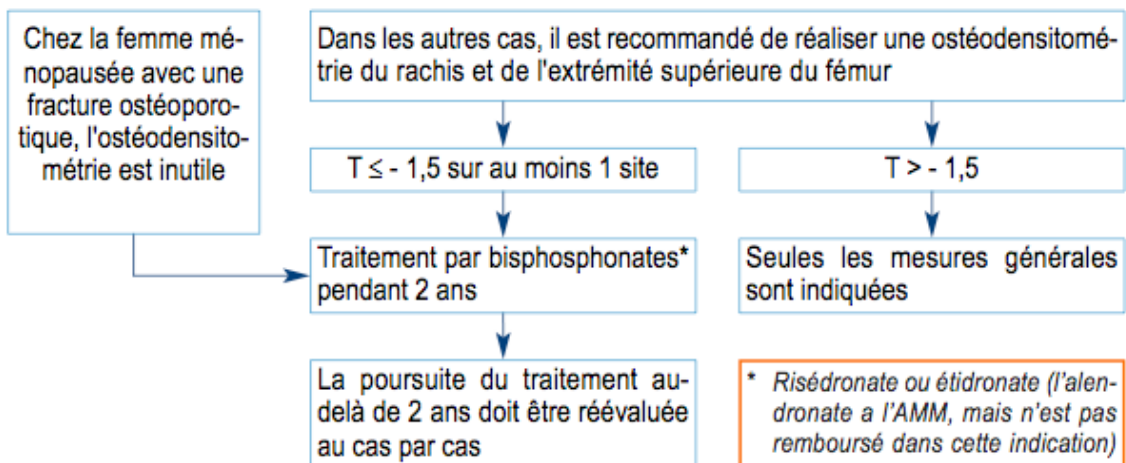 Chez la femme mé-
nopausée avec une
fracture ostéoporo-
tique, l'ostéodensito-
métrie est inutile
Dans les autres cas, il est recommandé de réaliser une ostéodensitomé-
trie du rachis et de l'extrémité supérieure du fémur
T ≤ - 1,5 sur au moins 1 site
T > - 1,5
Traitement par bisphosphonates*
pendant 2 ans
Seules les mesures générales
sont indiquées
La poursuite du traitement au-
delà de 2 ans doit être réévaluée
au cas par cas
* Risédronate ou étidronate (l'alen-
dronate a l'AMM, mais n'est pas
remboursé dans cette indication)